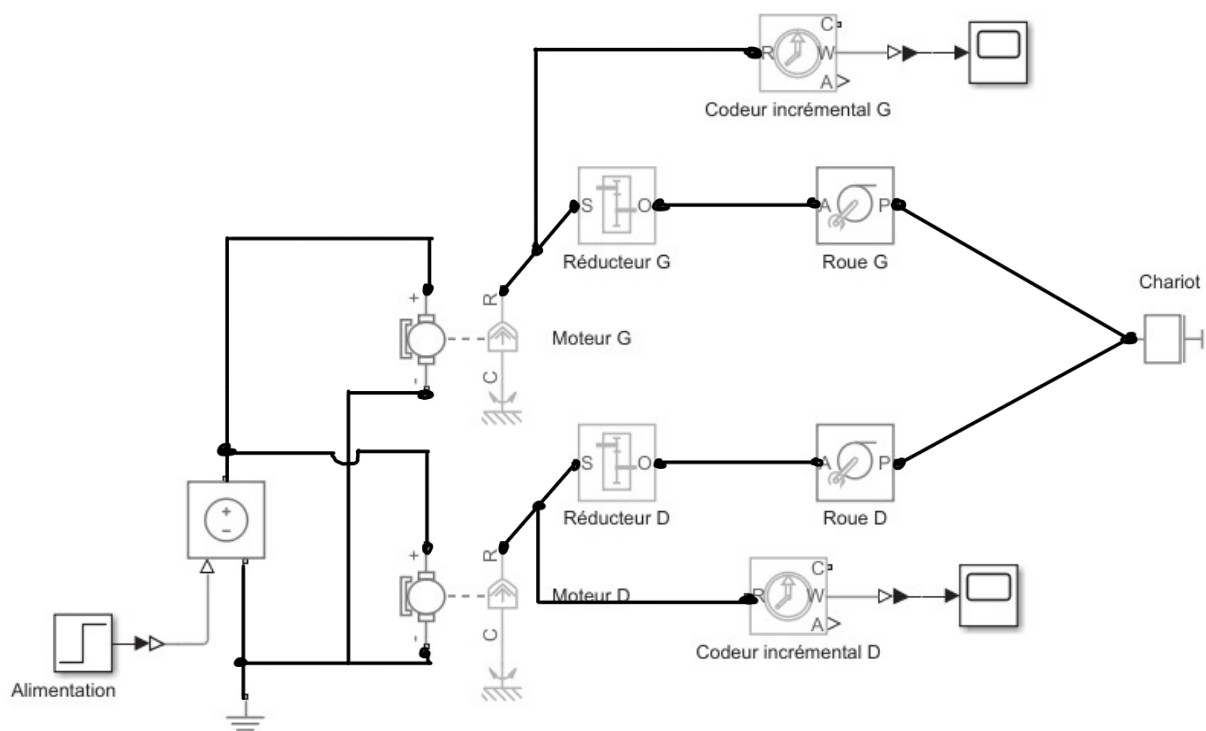 C
R W
A
Codeur incrémental G
S O
Réducteur G
A P
Roue G
Chariot
+
R
Moteur G
-
C
S O
Réducteur D
A P
Roue D
+
-
+
R
Moteur D
-
C
C
R W
A
Codeur incrémental D
Alimentation